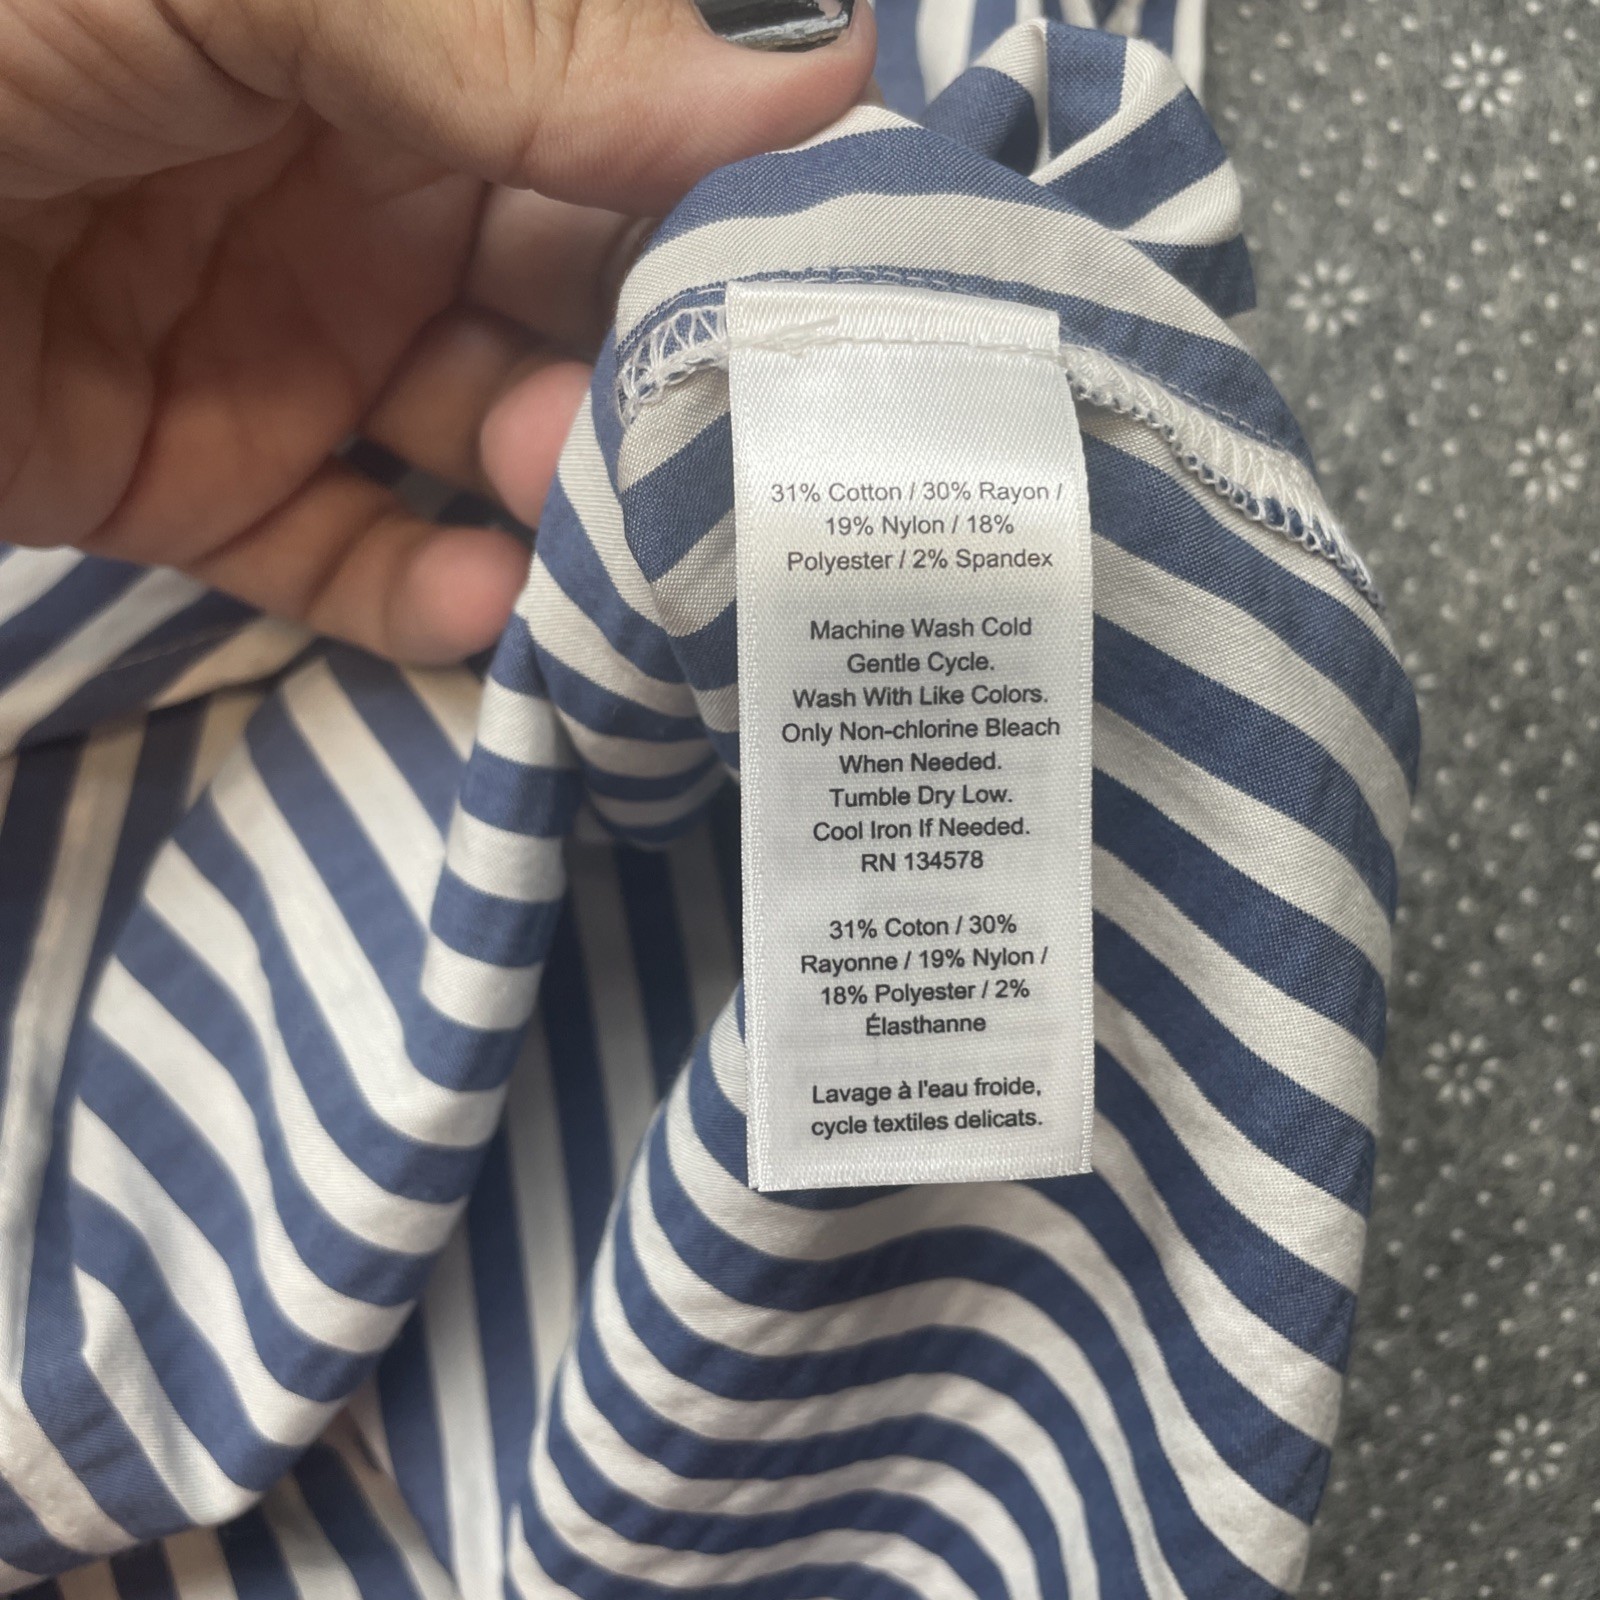 31% Cotton / 30% Rayon /
19% Nylon / 18%
Polyester / 2% Spandex
Machine Wash Cold
Gentle Cycle.
Wash With Like Colors.
Only Non-chlorine Bleach
When Needed.
Tumble Dry Low.
Cool Iron If Needed.
RN 134578
31% Coton / 30%
Rayonne / 19% Nylon /
18% Polyester / 2%
Élasthanne
Lavage à l'eau froide,
cycle textiles delicats.